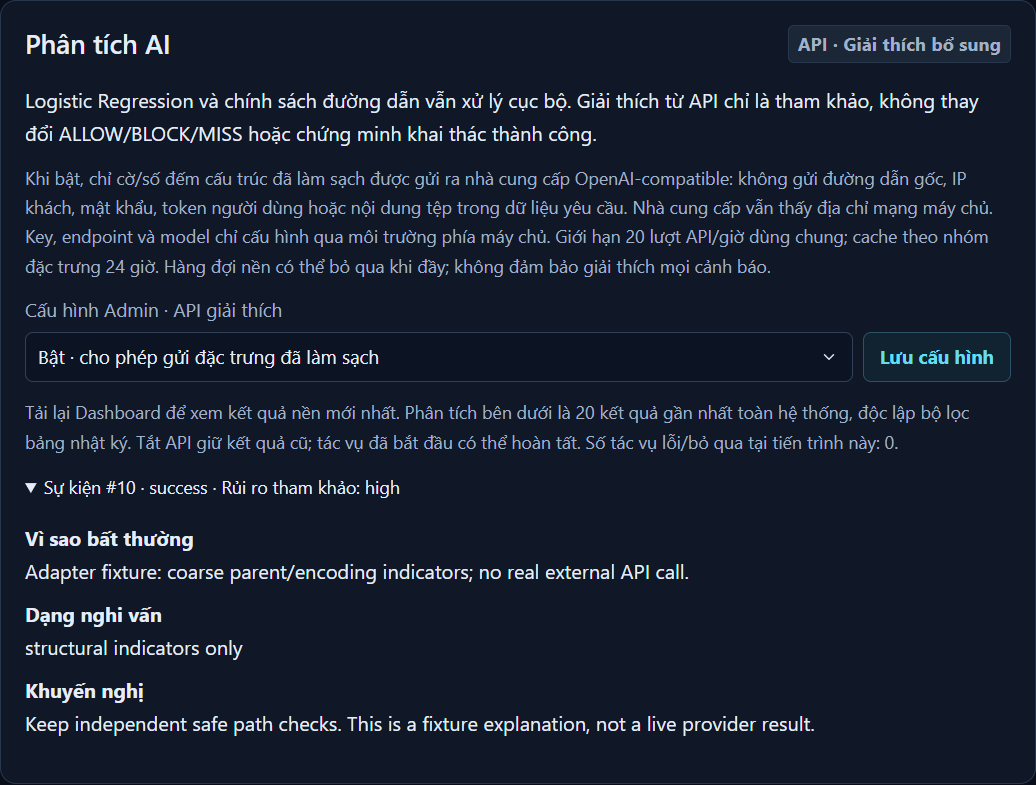 Phân tích AI
API · Giải thích bổ sung
Logistic Regression và chính sách đường dẫn vẫn xử lý cục bộ. Giải thích từ API chỉ là tham khảo, không thay
đổi ALLOW/BLOCK/MISS hoặc chứng minh khai thác thành công.
Khi bật, chỉ cờ/số đếm cấu trúc đã làm sạch được gửi ra nhà cung cấp OpenAI-compatible: không gửi đường dẫn gốc, IP
khách, mật khẩu, token người dùng hoặc nội dung tệp trong dữ liệu yêu cầu. Nhà cung cấp vẫn thấy địa chỉ mạng máy chủ.
Key, endpoint và model chỉ cấu hình qua môi trường phía máy chủ. Giới hạn 20 lượt API/giờ dùng chung; cache theo nhóm
đặc trưng 24 giờ. Hàng đợi nền có thể bỏ qua khi đầy; không đảm bảo giải thích mọi cảnh báo.
Cấu hình Admin · API giải thích
Bật · cho phép gửi đặc trưng đã làm sạch
Lưu cấu hình
Tải lại Dashboard để xem kết quả nền mới nhất. Phân tích bên dưới là 20 kết quả gần nhất toàn hệ thống, độc lập bộ lọc
bảng nhật ký. Tắt API giữ kết quả cũ; tác vụ đã bắt đầu có thể hoàn tất. Số tác vụ lỗi/bỏ qua tại tiến trình này: 0.
▼ Sự kiện #10 · success · Rủi ro tham khảo: high
Vì sao bất thường
Adapter fixture: coarse parent/encoding indicators; no real external API call.
Dạng nghi vấn
structural indicators only
Khuyến nghị
Keep independent safe path checks. This is a fixture explanation, not a live provider result.